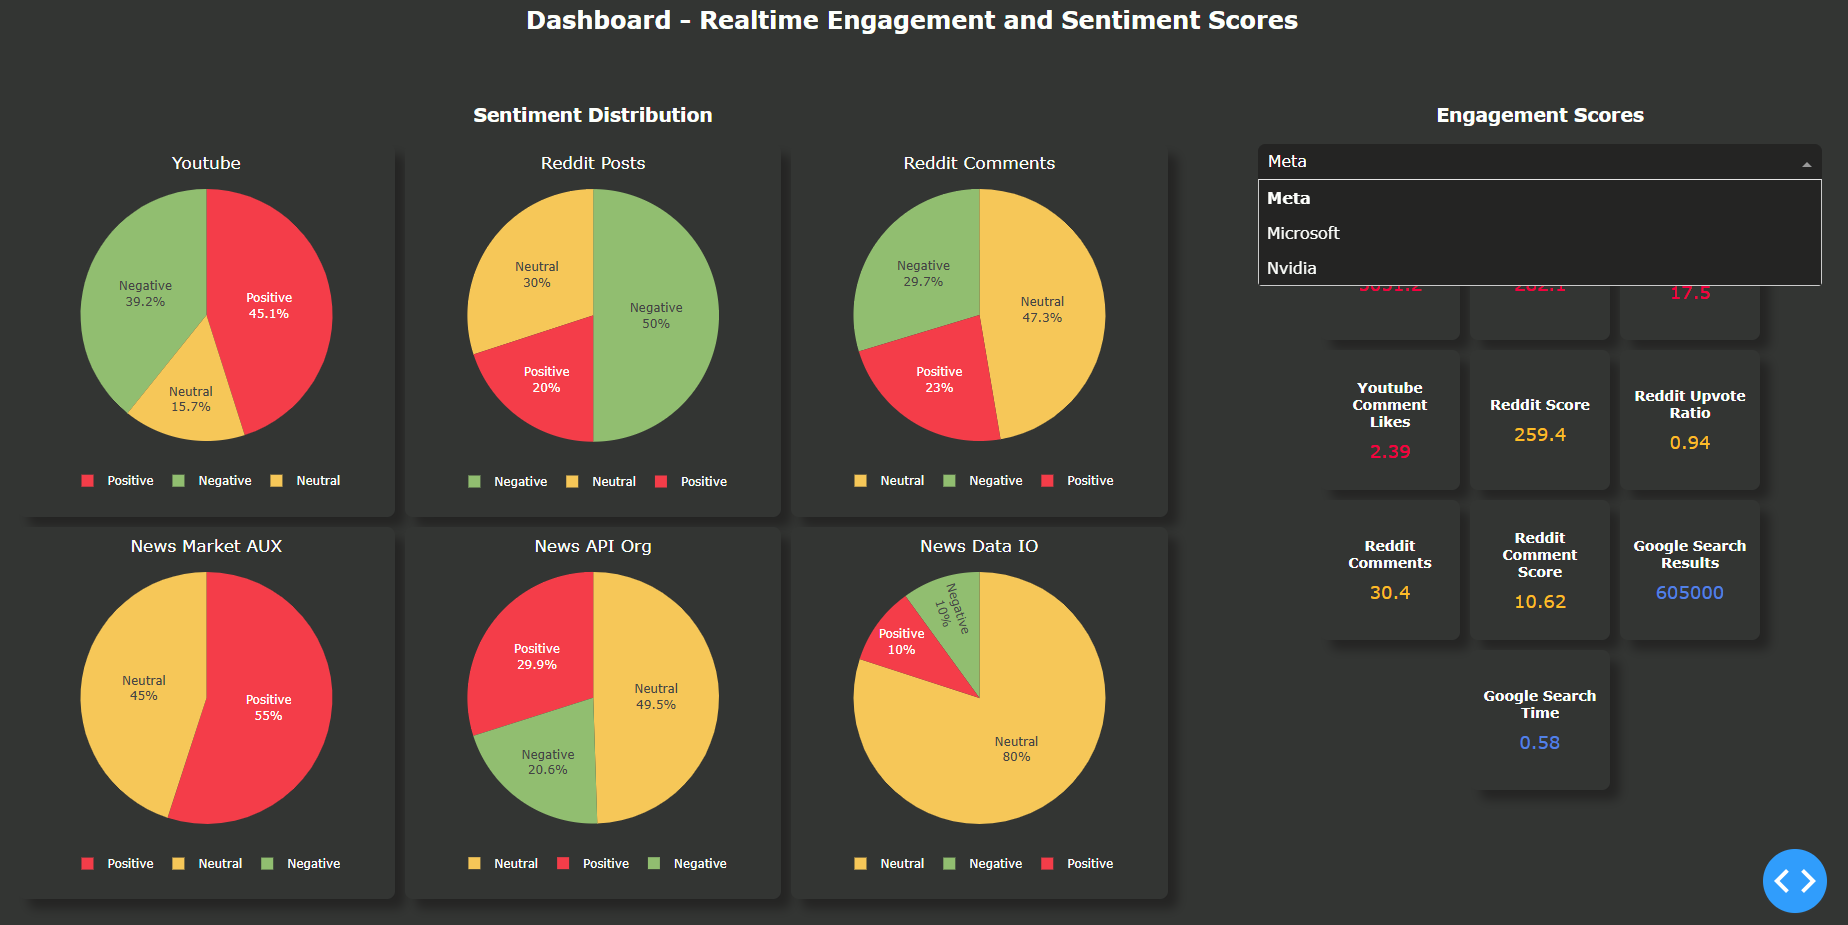 Dashboard – Realtime Engagement and Sentiment Scores
Sentiment Distribution
Youtube
Negative
39.2%
Positive
45.1%
Neutral
15.7%
Positive Negative Neutral
Reddit Posts
Neutral
30%
Negative
50%
Positive
20%
Negative Neutral Positive
Reddit Comments
Negative
29.7%
Neutral
47.3%
Positive
23%
Neutral Negative Positive
News Market AUX
Neutral
45%
Positive
55%
Positive Neutral Negative
News API Org
Positive
29.9%
Neutral
49.5%
Negative
20.6%
Neutral Positive Negative
News Data IO
Negative
10%
Positive
10%
Neutral
80%
Neutral Negative Positive
Engagement Scores
Meta
Meta
Microsoft
Nvidia
17.5
Youtube
Comment
Likes
2.39
Reddit Score
259.4
Reddit Upvote
Ratio
0.94
Reddit
Comments
30.4
Reddit
Comment
Score
10.62
Google Search
Results
605000
Google Search
Time
0.58